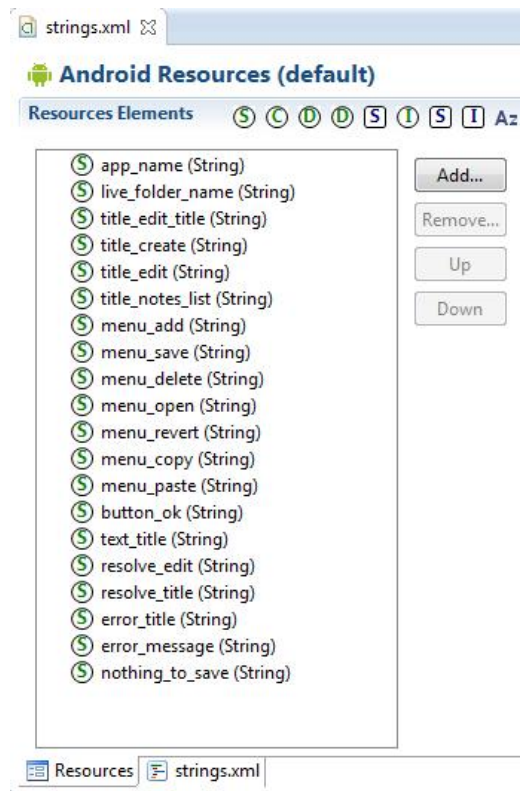 strings.xml
Android Resources (default)
Resources Elements S C D D S I S I Az
S app_name (String)
S live_folder_name (String)
S title_edit_title (String)
S title_create (String)
S title_edit (String)
S title_notes_list (String)
S menu_add (String)
S menu_save (String)
S menu_delete (String)
S menu_open (String)
S menu_revert (String)
S menu_copy (String)
S menu_paste (String)
S button_ok (String)
S text_title (String)
S resolve_edit (String)
S resolve_title (String)
S error_title (String)
S error_message (String)
S nothing_to_save (String)
Add...
Remove...
Up
Down
Resources strings.xml